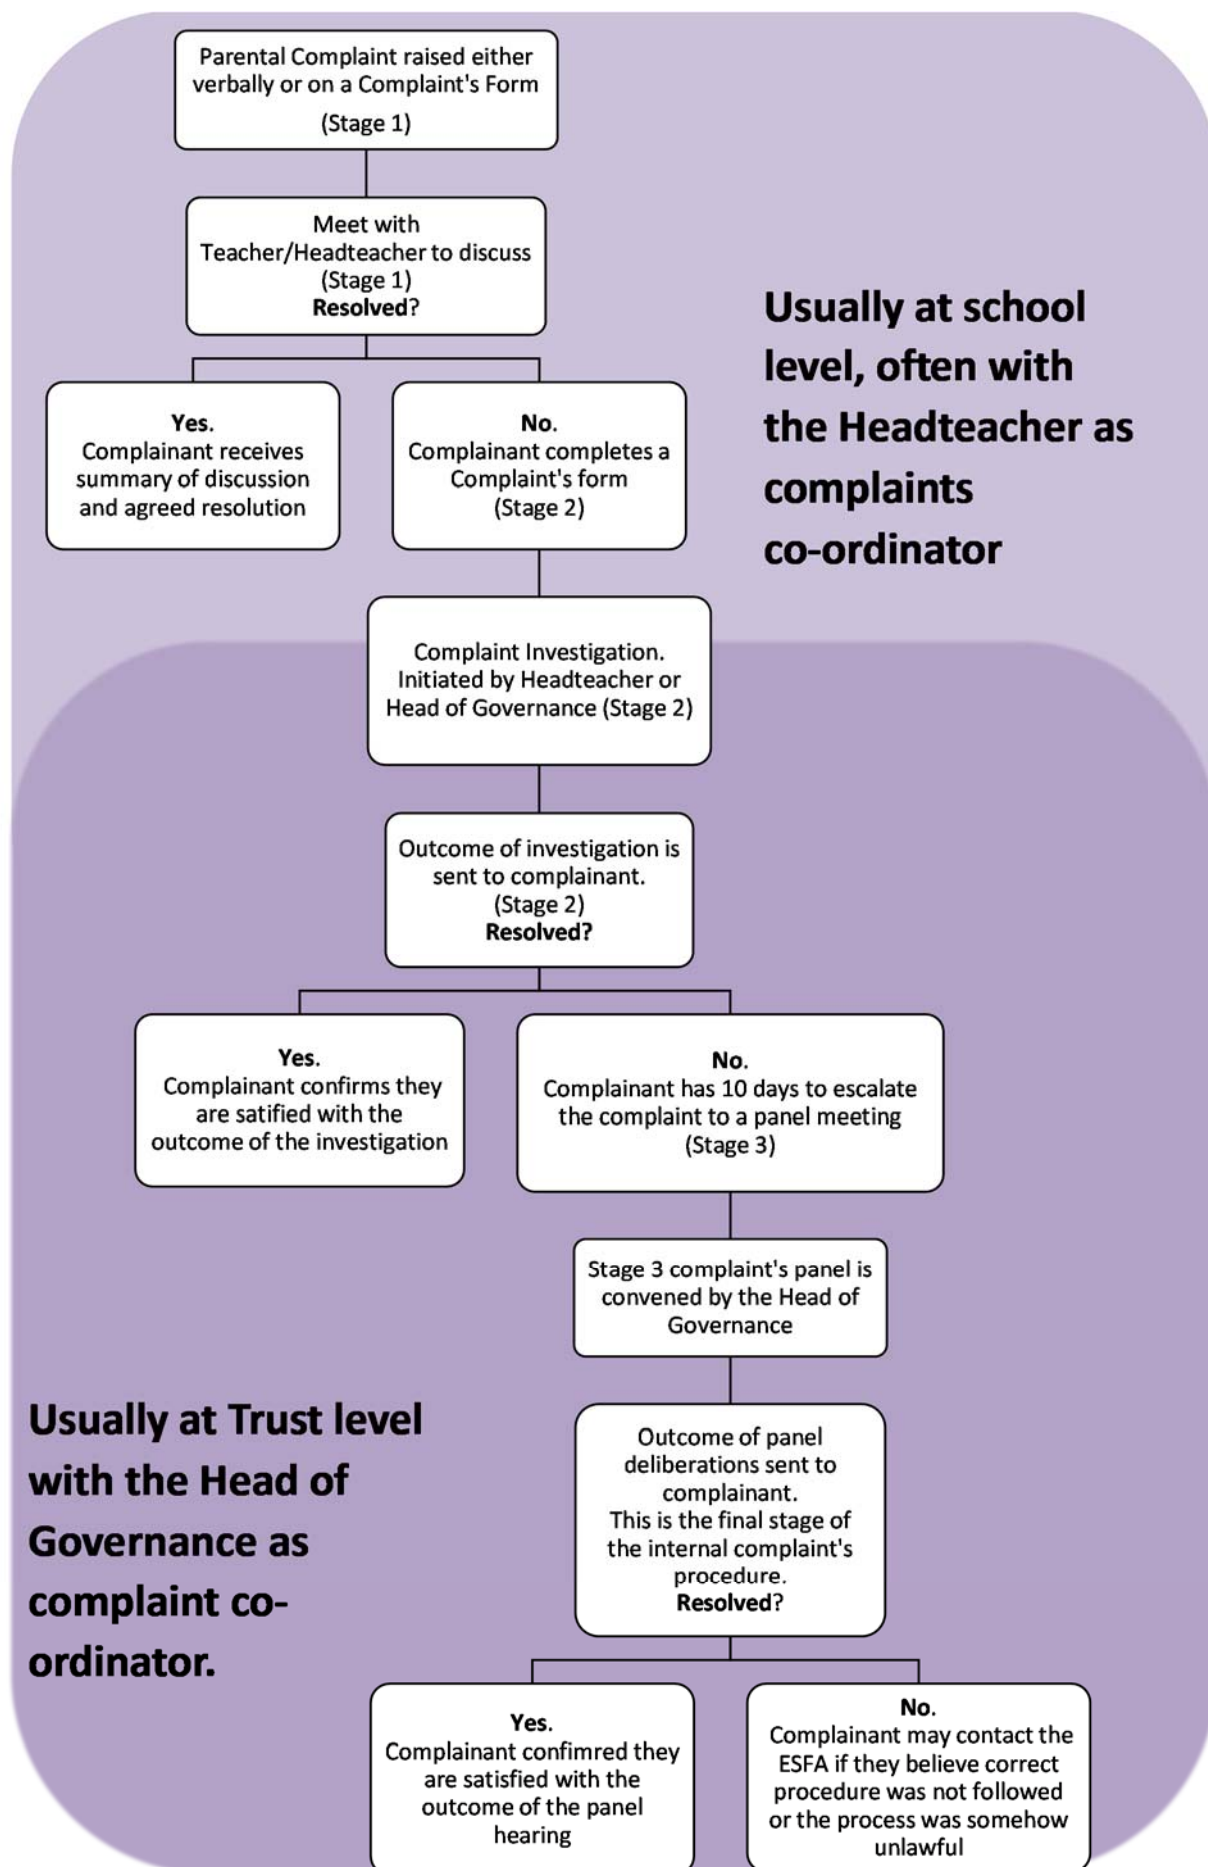 Parental Complaint raised either
verbally or on a Complaint's Form
(Stage 1)
Meet with
Teacher/Headteacher to discuss
(Stage 1)
Resolved?
Yes.
Complainant receives
summary of discussion
and agreed resolution
No.
Complainant completes a
Complaint's form
(Stage 2)
Usually at school
level, often with
the Headteacher as
complaints
co-ordinator
Complaint Investigation.
Initiated by Headteacher or
Head of Governance (Stage 2)
Outcome of investigation is
sent to complainant.
(Stage 2)
Resolved?
Yes.
Complainant confirms they
are satified with the
outcome of the investigation
No.
Complainant has 10 days to escalate
the complaint to a panel meeting
(Stage 3)
Stage 3 complaint's panel is
convened by the Head of
Governance
Usually at Trust level
with the Head of
Governance as
complaint co-
ordinator.
Outcome of panel
deliberations sent to
complainant.
This is the final stage of
the internal complaint's
procedure.
Resolved?
Yes.
Complainant confimred they
are satisfied with the
outcome of the panel
hearing
No.
Complainant may contact the
ESFA if they believe correct
procedure was not followed
or the process was somehow
unlawful